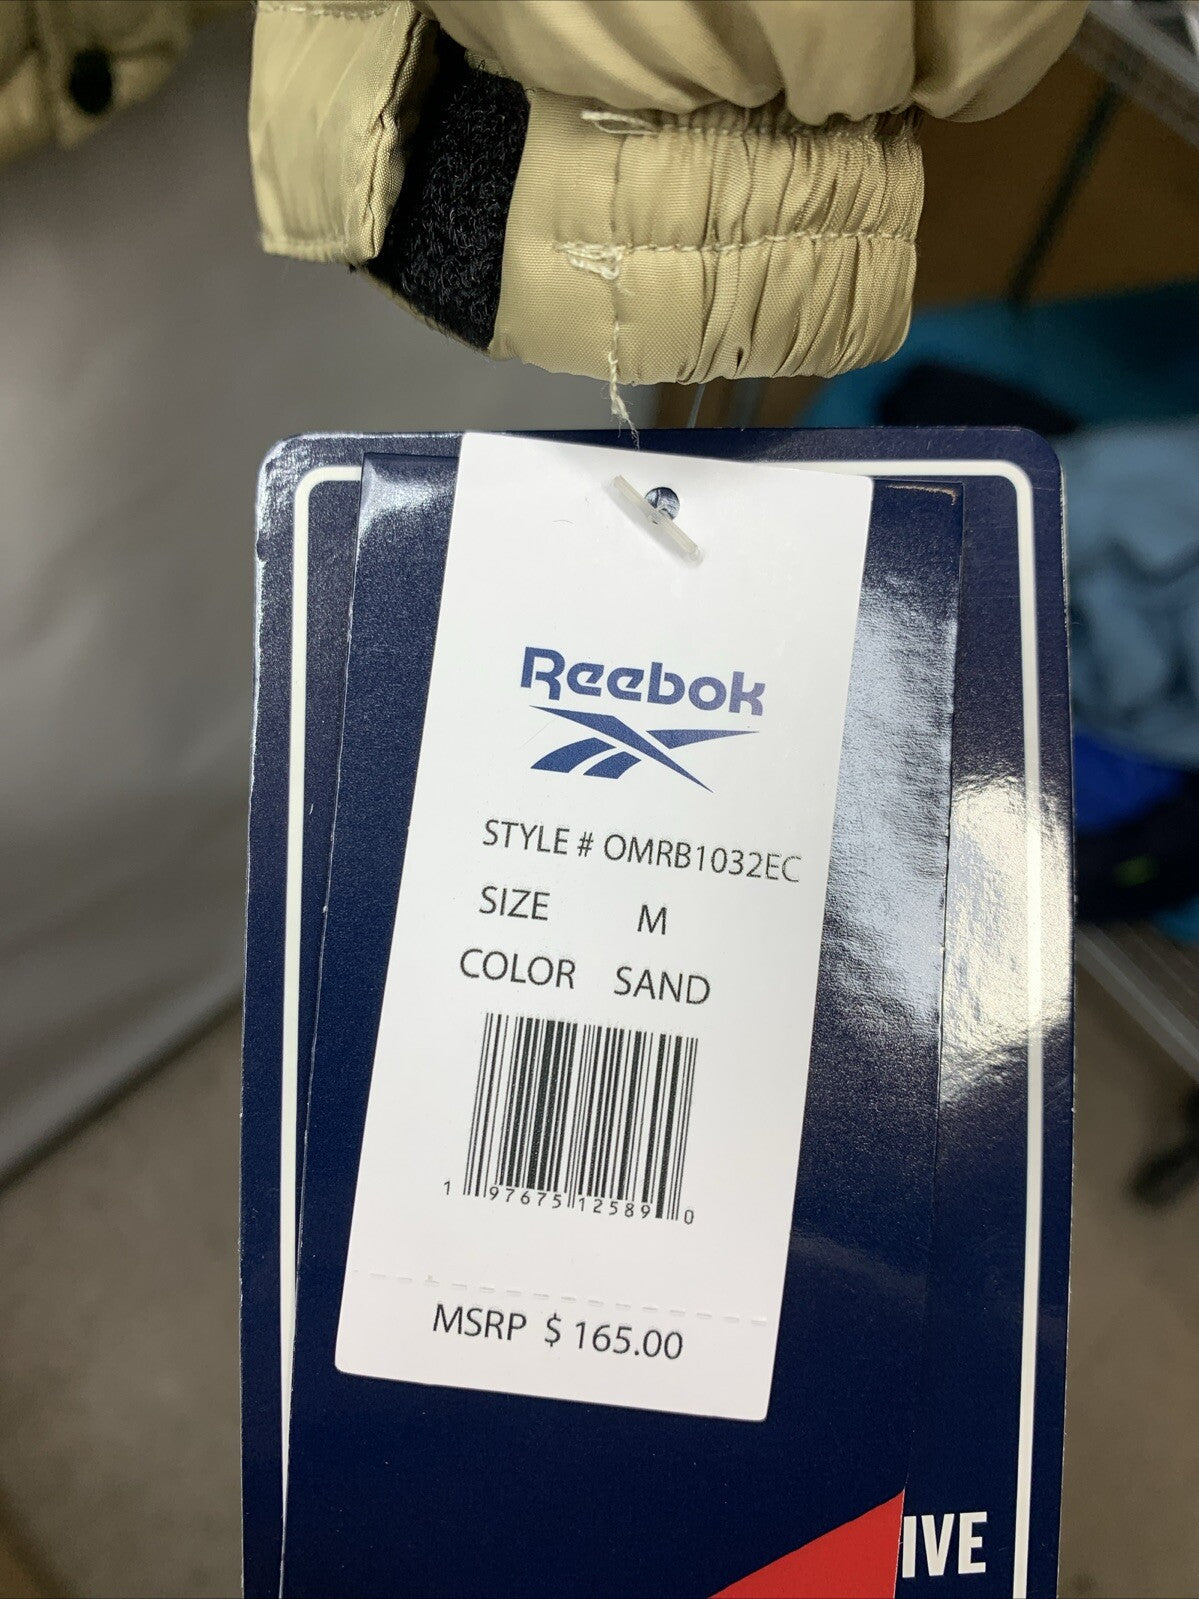 Reebok
STYLE # OMRB1032EC
SIZE M
COLOR SAND
1 97675 12589 0
MSRP $ 165.00
IVE